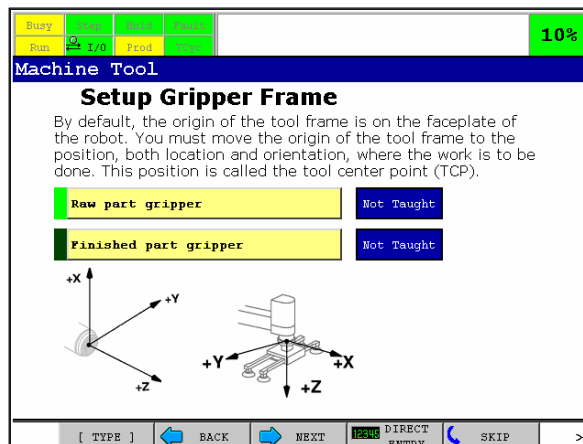 Busy Step Hold Fault
10%
Run I/O Prod TCyc
Machine Tool
Setup Gripper Frame
By default, the origin of the tool frame is on the faceplate of
the robot. You must move the origin of the tool frame to the
position, both location and orientation, where the work is to be
done. This position is called the tool center point (TCP).
Raw part gripper Not Taught
Finished part gripper Not Taught
+X
+Y
+Z
+Y
+X
+Z
[ TYPE ] BACK NEXT 12345 DIRECT ENTRY SKIP >